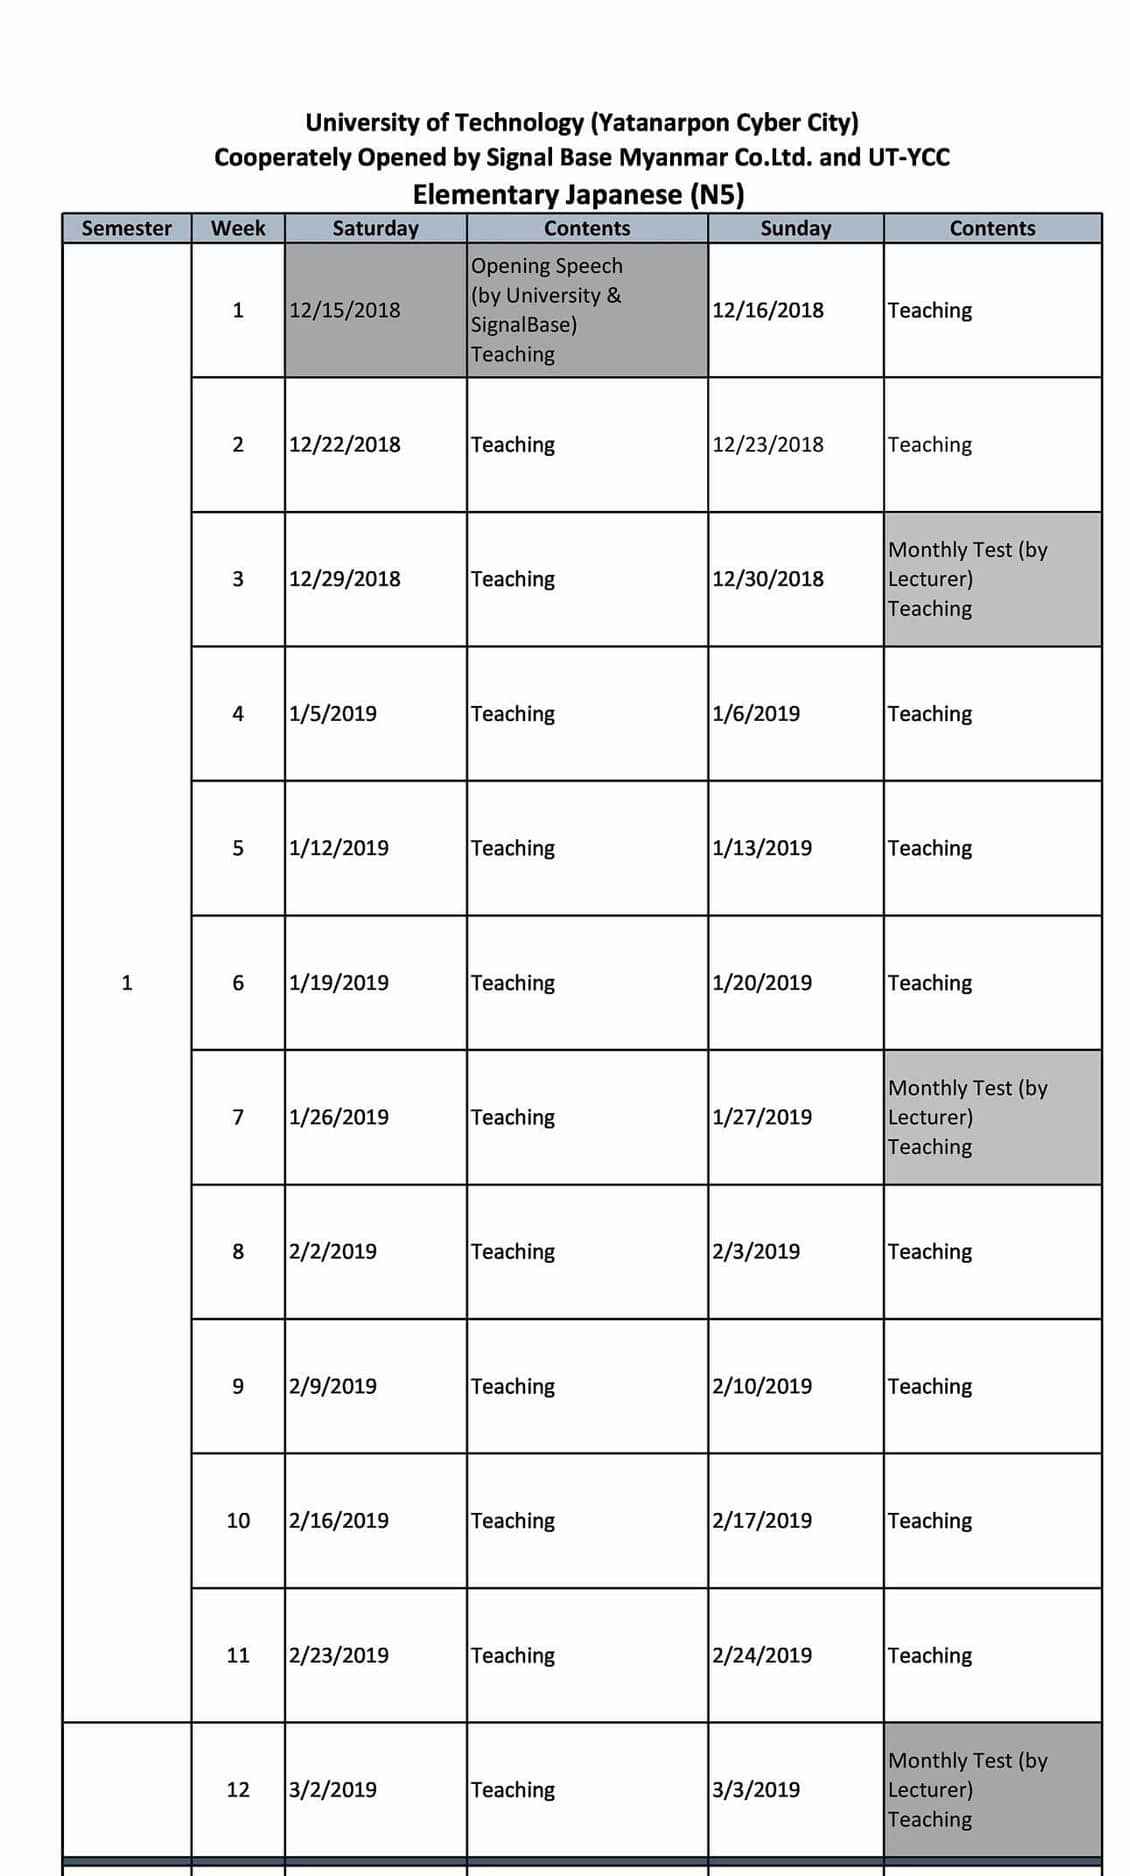 University of Technology (Yatanarpon Cyber City)
Cooperately Opened by Signal Base Myanmar Co.Ltd. and UT-YCC
Elementary Japanese (N5)
Semester Week Saturday Contents Sunday Contents
1
1 12/15/2018 Opening Speech
(by University &
SignalBase)
Teaching
12/16/2018 Teaching
2 12/22/2018 Teaching 12/23/2018 Teaching
3 12/29/2018 Teaching 12/30/2018 Monthly Test (by
Lecturer)
Teaching
4 1/5/2019 Teaching 1/6/2019 Teaching
5 1/12/2019 Teaching 1/13/2019 Teaching
6 1/19/2019 Teaching 1/20/2019 Teaching
7 1/26/2019 Teaching 1/27/2019 Monthly Test (by
Lecturer)
Teaching
8 2/2/2019 Teaching 2/3/2019 Teaching
9 2/9/2019 Teaching 2/10/2019 Teaching
10 2/16/2019 Teaching 2/17/2019 Teaching
11 2/23/2019 Teaching 2/24/2019 Teaching
12 3/2/2019 Teaching 3/3/2019 Monthly Test (by
Lecturer)
Teaching